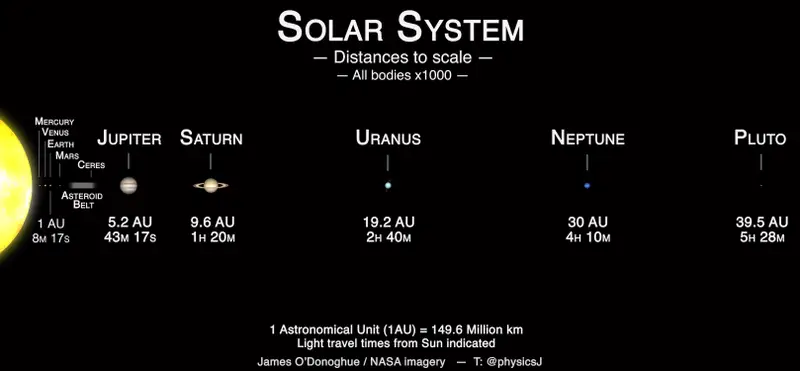 SOLAR SYSTEM
— Distances to scale —
— All bodies x1000 —
MERCURY
VENUS
EARTH
MARS
CERES
ASTEROID
BELT
JUPITER
SATURN
URANUS
NEPTUNE
PLUTO
1 AU
8M 17S
5.2 AU
43M 17S
9.6 AU
1H 20M
19.2 AU
2H 40M
30 AU
4H 10M
39.5 AU
5H 28M
1 Astronomical Unit (1AU) = 149.6 Million km
Light travel times from Sun indicated
James O'Donoghue / NASA imagery — T: @physicsJ